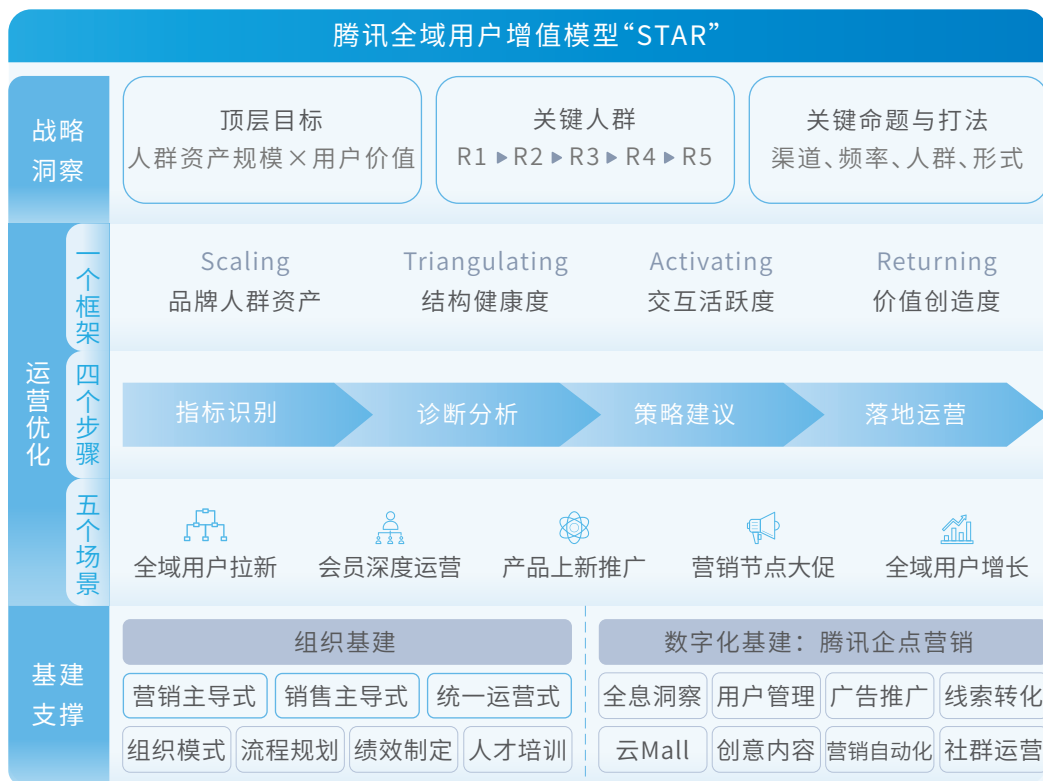 腾讯全域用户增值模型“STAR”
战略
洞察
顶层目标
人群资产规模×用户价值
关键人群
R1▶R2▶R3▶R4▶R5
关键命题与打法
渠道、频率、人群、形式
运营优化
一个框架
Scaling
品牌人群资产
Triangulating
结构健康度
Activating
交互活跃度
Returning
价值创造度
四个步骤
指标识别
诊断分析
策略建议
落地运营
五个场景
全域用户拉新
会员深度运营
产品上新推广
营销节点大促
全域用户增长
基建
支撑
组织基建
营销主导式
销售主导式
统一运营式
组织模式
流程规划
绩效制定
人才培训
数字化基建：腾讯企点营销
全息洞察
用户管理
广告推广
线索转化
云Mall
创意内容
营销自动化
社群运营